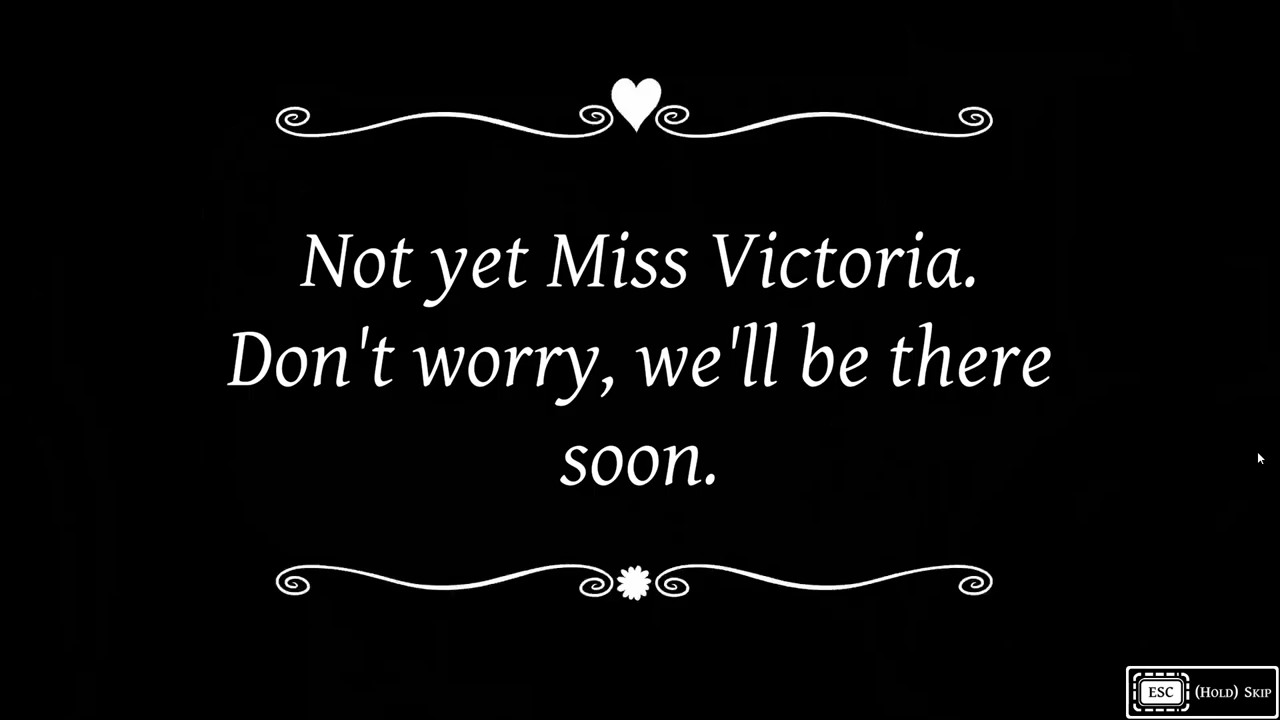 Not yet Miss Victoria.
Don't worry, we'll be there
soon.
ESC (Hold) Skip